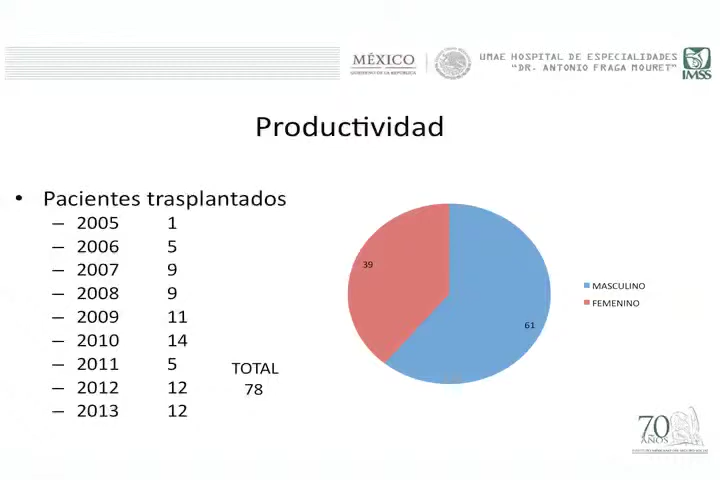 MÉXICO
GOBIERNO DE LA REPÚBLICA
UMAE HOSPITAL DE ESPECIALIDADES
“DR. ANTONIO FRAGA MOURET”
IMSS
Productividad
• Pacientes trasplantados
– 2005 1
– 2006 5
– 2007 9
– 2008 9
– 2009 11
– 2010 14
– 2011 5
– 2012 12
– 2013 12
TOTAL
78
39
61
MASCULINO
FEMENINO
70
AÑOS